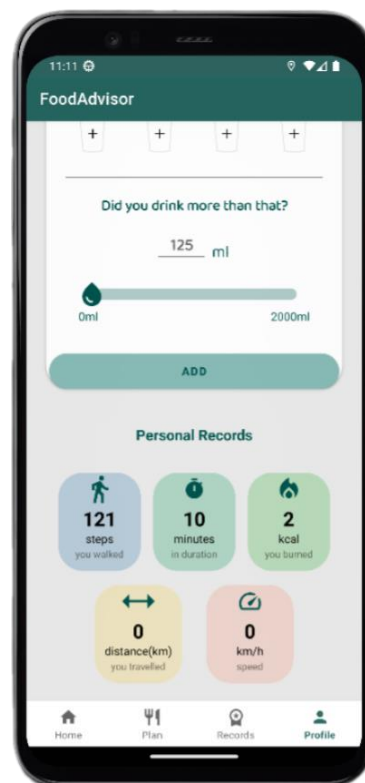 11:11
FoodAdvisor
+ + + +
Did you drink more than that?
125 ml
0ml 2000ml
ADD
Personal Records
121 10 2
steps minutes kcal
you walked in duration you burned
0 0
distance(km) km/h
you travelled speed
Home Plan Records Profile